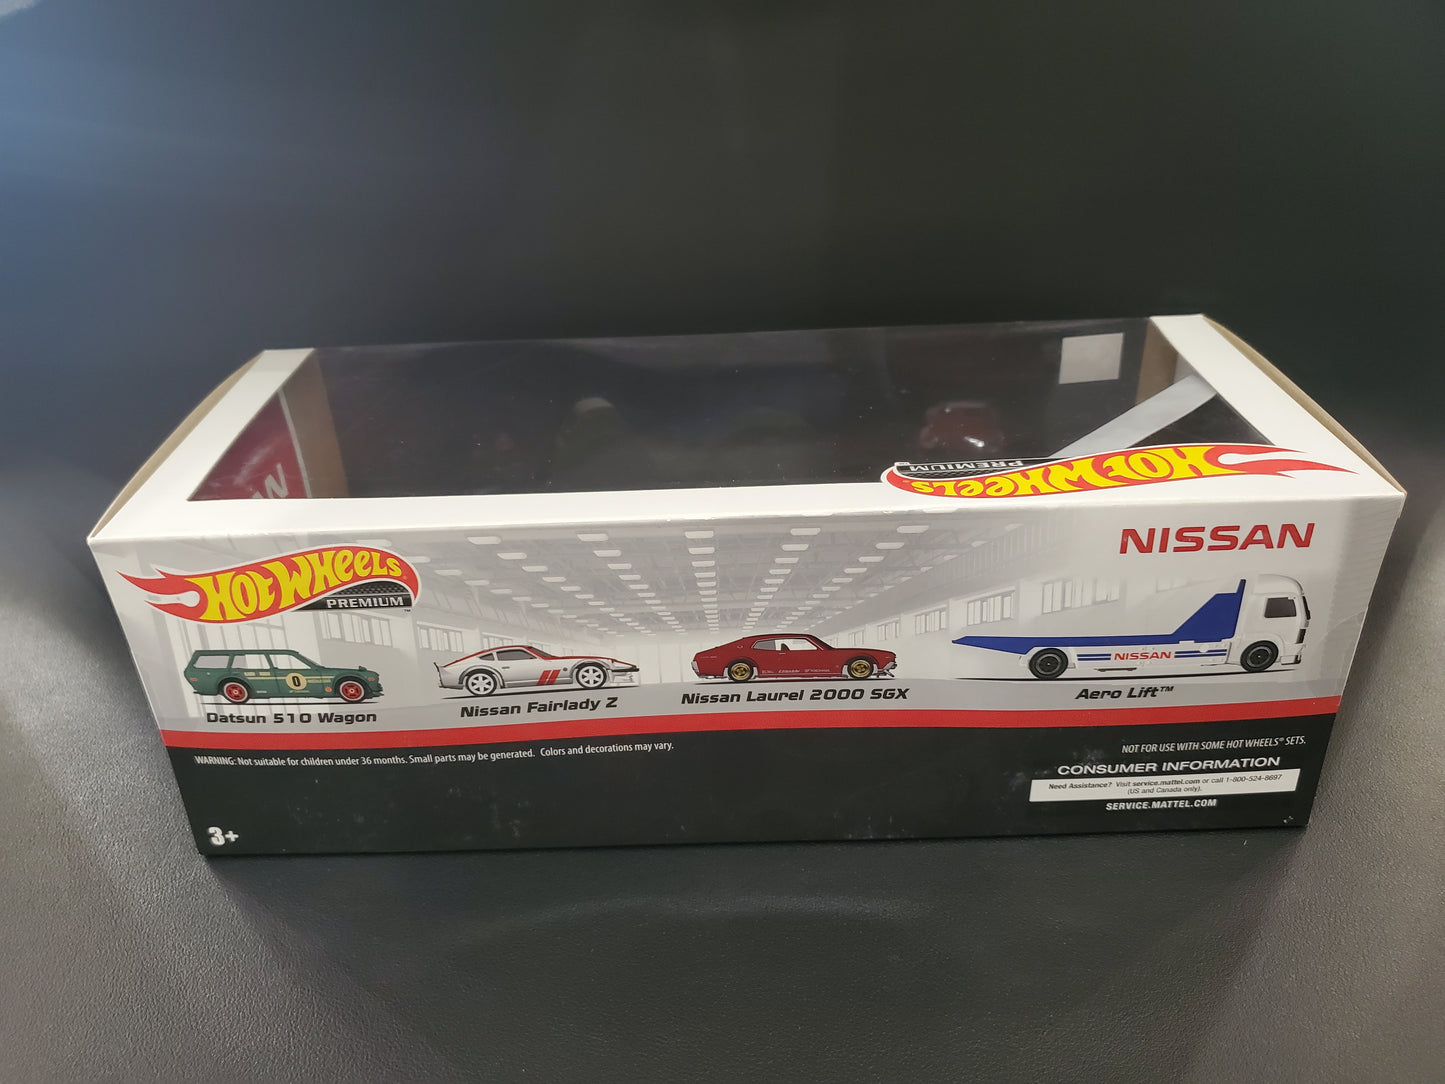 HOT WHEELS
PREMIUM
HOT WHEELS
PREMIUM™
NISSAN
NISSAN
0
Datsun 510 Wagon
Nissan Fairlady Z
Nissan Laurel 2000 SGX
Aero Lift™
WARNING: Not suitable for children under 36 months. Small parts may be generated. Colors and decorations may vary.
NOT FOR USE WITH SOME HOT WHEELS® SETS.
CONSUMER INFORMATION
Need Assistance? Visit service.mattel.com or call 1-800-524-8697
(US and Canada only).
SERVICE.MATTEL.COM
3+